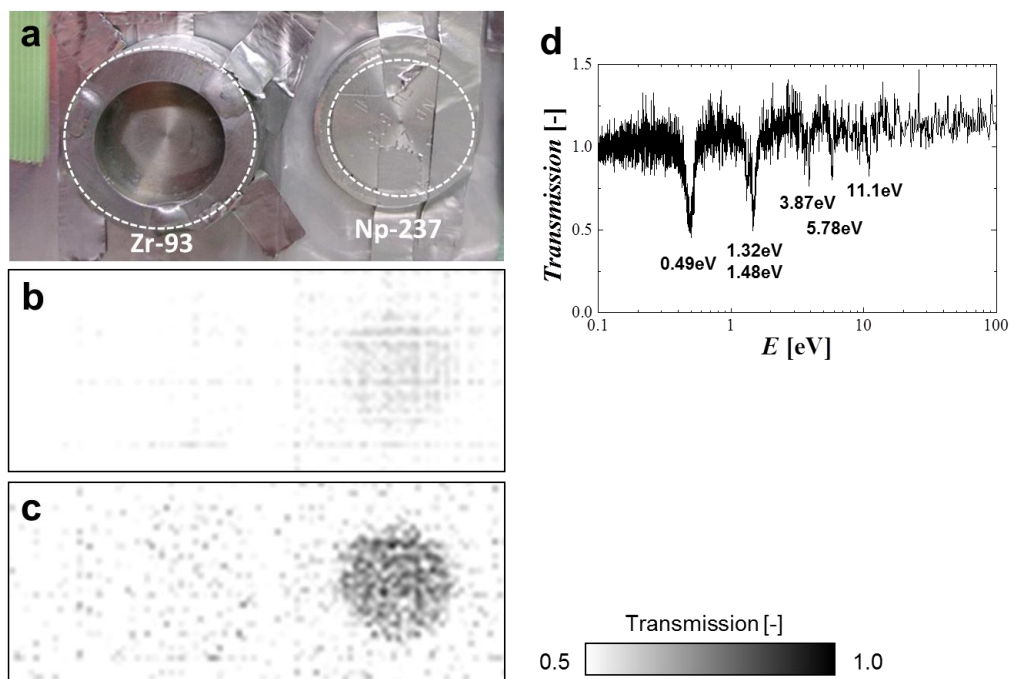 a
Zr-93
Np-237
b
c
d
1.5
1.0
0.5
0.0
Transmission [-]
0.49eV
1.32eV
1.48eV
3.87eV
5.78eV
11.1eV
0.1
1
10
100
E [eV]
Transmission [-]
0.5
1.0